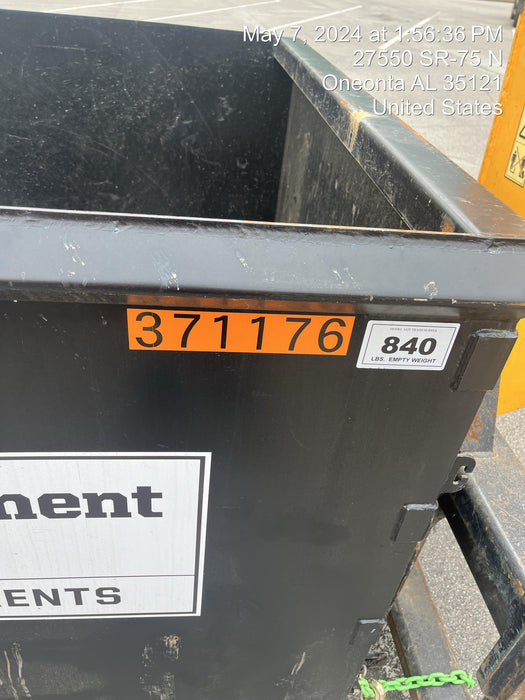 May 7, 2024 at 1:56:36 PM
27550 SR-75 N
Oneonta AL 35121
United States
371176
840
LBS. EMPTY WEIGHT
ment
ENTS